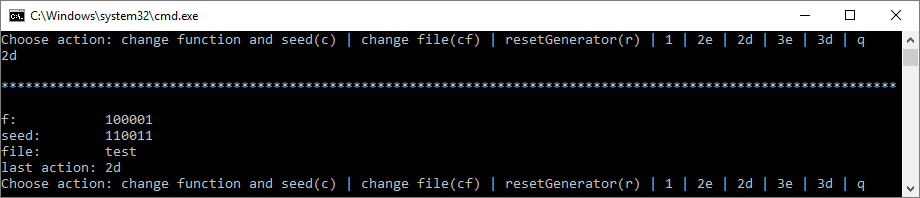 C:\Windows\system32\cmd.exe
Choose action: change function and seed(c) | change file(cf) | resetGenerator(r) | 1 | 2e | 2d | 3e | 3d | q
2d
****************************************************************************************************************
f: 100001
seed: 110011
file: test
last action: 2d
Choose action: change function and seed(c) | change file(cf) | resetGenerator(r) | 1 | 2e | 2d | 3e | 3d | q